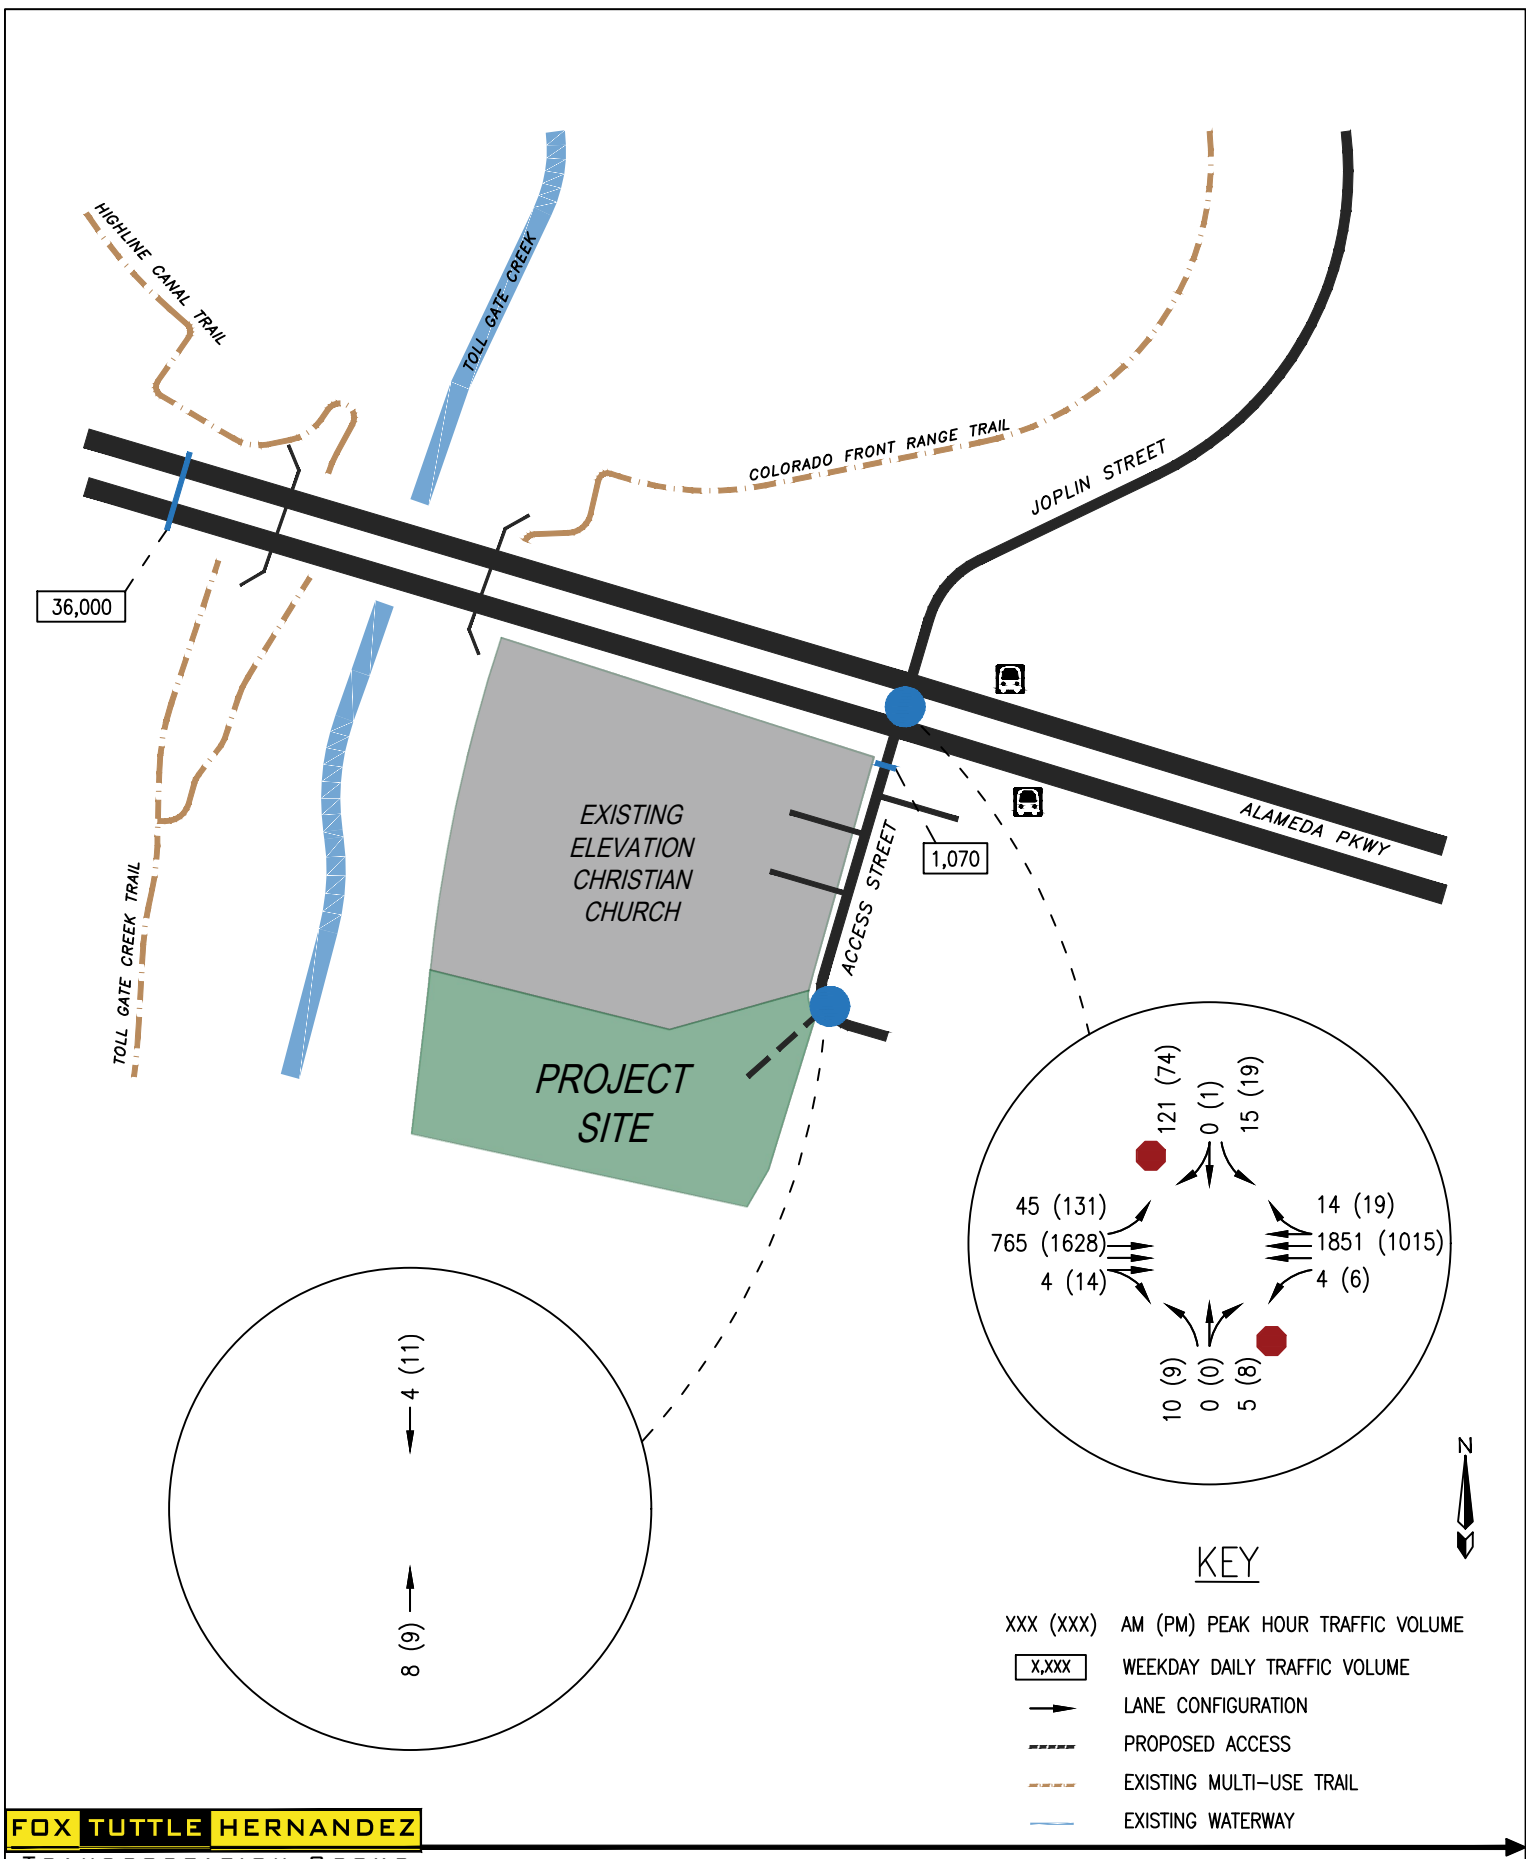 HIGHLINE CANAL TRAIL
TOLL GATE CREEK
COLORADO FRONT RANGE TRAIL
JOPLIN STREET
36,000
EXISTING
ELEVATION
CHRISTIAN
CHURCH
ALAMEDA PKWY
1,070
ACCESS STREET
TOLL GATE CREEK TRAIL
PROJECT
SITE
121 (74)
0 (1)
15 (19)
45 (131)
765 (1628)
4 (14)
14 (19)
1851 (1015)
4 (6)
10 (9)
0 (0)
5 (8)
4 (11)
8 (9)
N
KEY
XXX (XXX) AM (PM) PEAK HOUR TRAFFIC VOLUME
X,XXX WEEKDAY DAILY TRAFFIC VOLUME
LANE CONFIGURATION
PROPOSED ACCESS
EXISTING MULTI-USE TRAIL
EXISTING WATERWAY
FOX TUTTLE HERNANDEZ